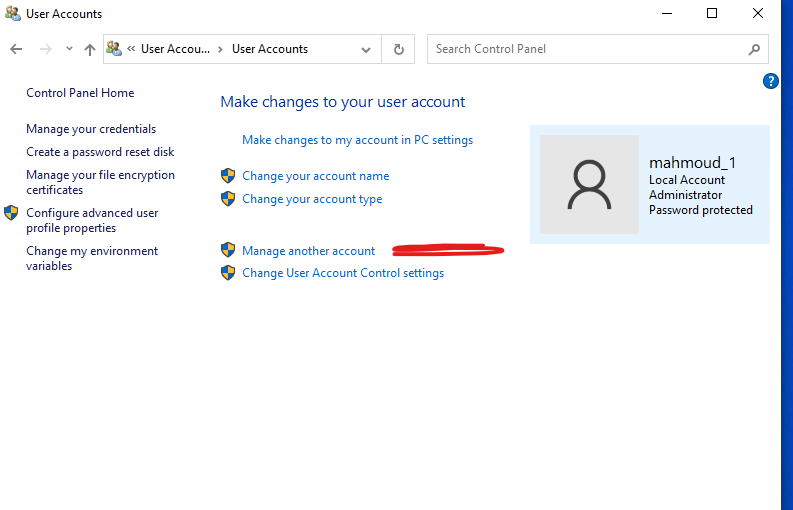 User Accounts
User Accou... User Accounts
Search Control Panel
?
Control Panel Home
Manage your credentials
Create a password reset disk
Manage your file encryption
certificates
Configure advanced user
profile properties
Change my environment
variables
Make changes to your user account
Make changes to my account in PC settings
Change your account name
Change your account type
Manage another account
Change User Account Control settings
mahmoud_1
Local Account
Administrator
Password protected